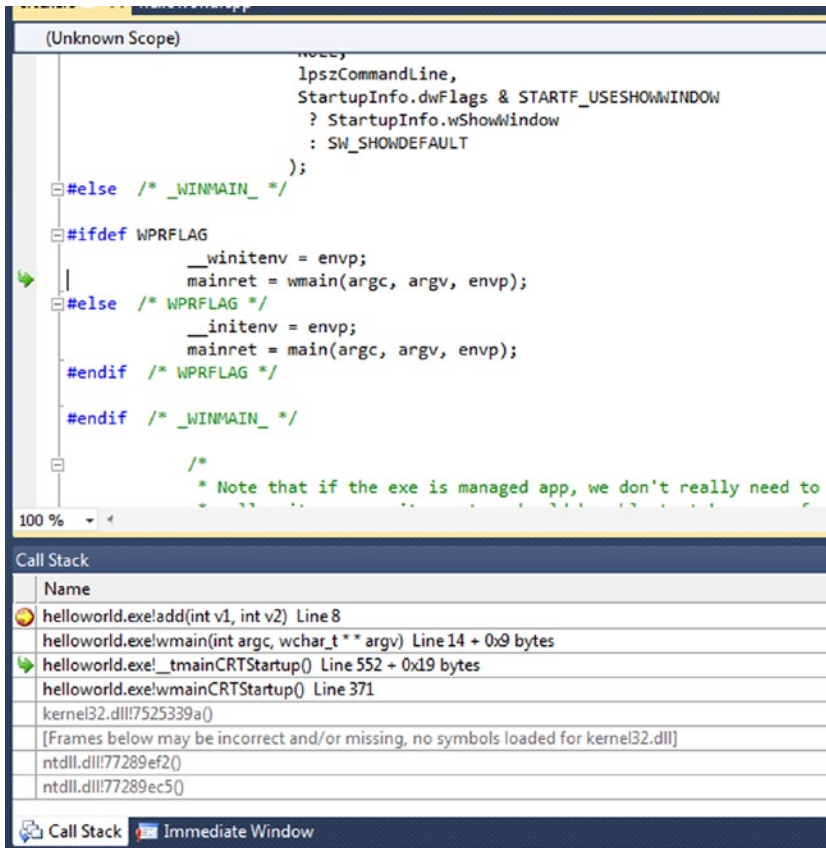 (Unknown Scope)
NULL,
lpszCommandLine,
StartupInfo.dwFlags & STARTF_USESHOWWINDOW
? StartupInfo.wShowWindow
: SW_SHOWDEFAULT
);
#else /* _WINMAIN_ */
#ifdef WPRFLAG
__winitenv = envp;
mainret = wmain(argc, argv, envp);
#else /* WPRFLAG */
__initenv = envp;
mainret = main(argc, argv, envp);
#endif /* WPRFLAG */
#endif /* _WINMAIN_ */
/*
* Note that if the exe is managed app, we don't really need to
100 %
Call Stack
Name
helloworld.exe!add(int v1, int v2) Line 8
helloworld.exe!wmain(int argc, wchar_t * * argv) Line 14 + 0x9 bytes
helloworld.exe!__tmainCRTStartup() Line 552 + 0x19 bytes
helloworld.exe!wmainCRTStartup() Line 371
kernel32.dll!7525339a()
[Frames below may be incorrect and/or missing, no symbols loaded for kernel32.dll]
ntdll.dll!77289ef2()
ntdll.dll!77289ec5()
Call Stack Immediate Window